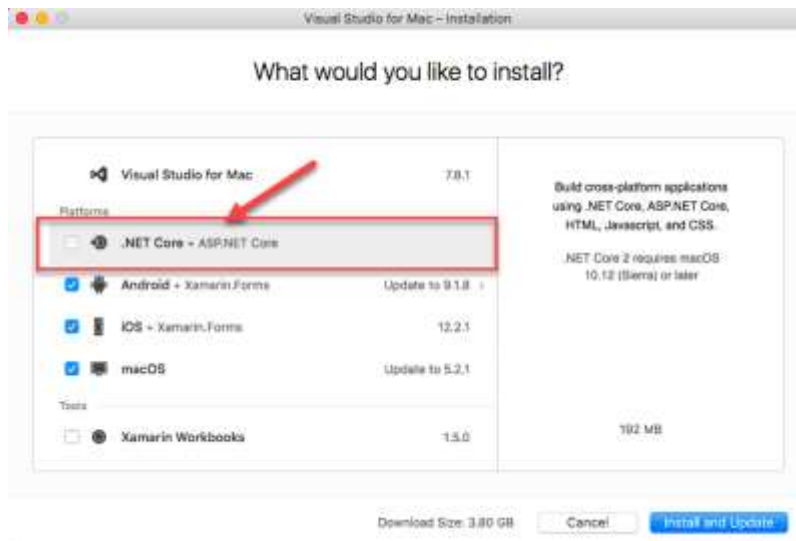 Visual Studio for Mac – Installation
What would you like to install?
Visual Studio for Mac 7.8.1
Platforms
.NET Core + ASP.NET Core
Android + Xamarin.Forms Update to 9.1.8 >
iOS + Xamarin.Forms 12.2.1
macOS Update to 5.2.1
Tools
Xamarin Workbooks 1.5.0
Build cross-platform applications
using .NET Core, ASP.NET Core,
HTML, Javascript, and CSS.
.NET Core 2 requires macOS
10.12 (Sierra) or later
192 MB
Download Size: 3.80 GB Cancel Install and Update